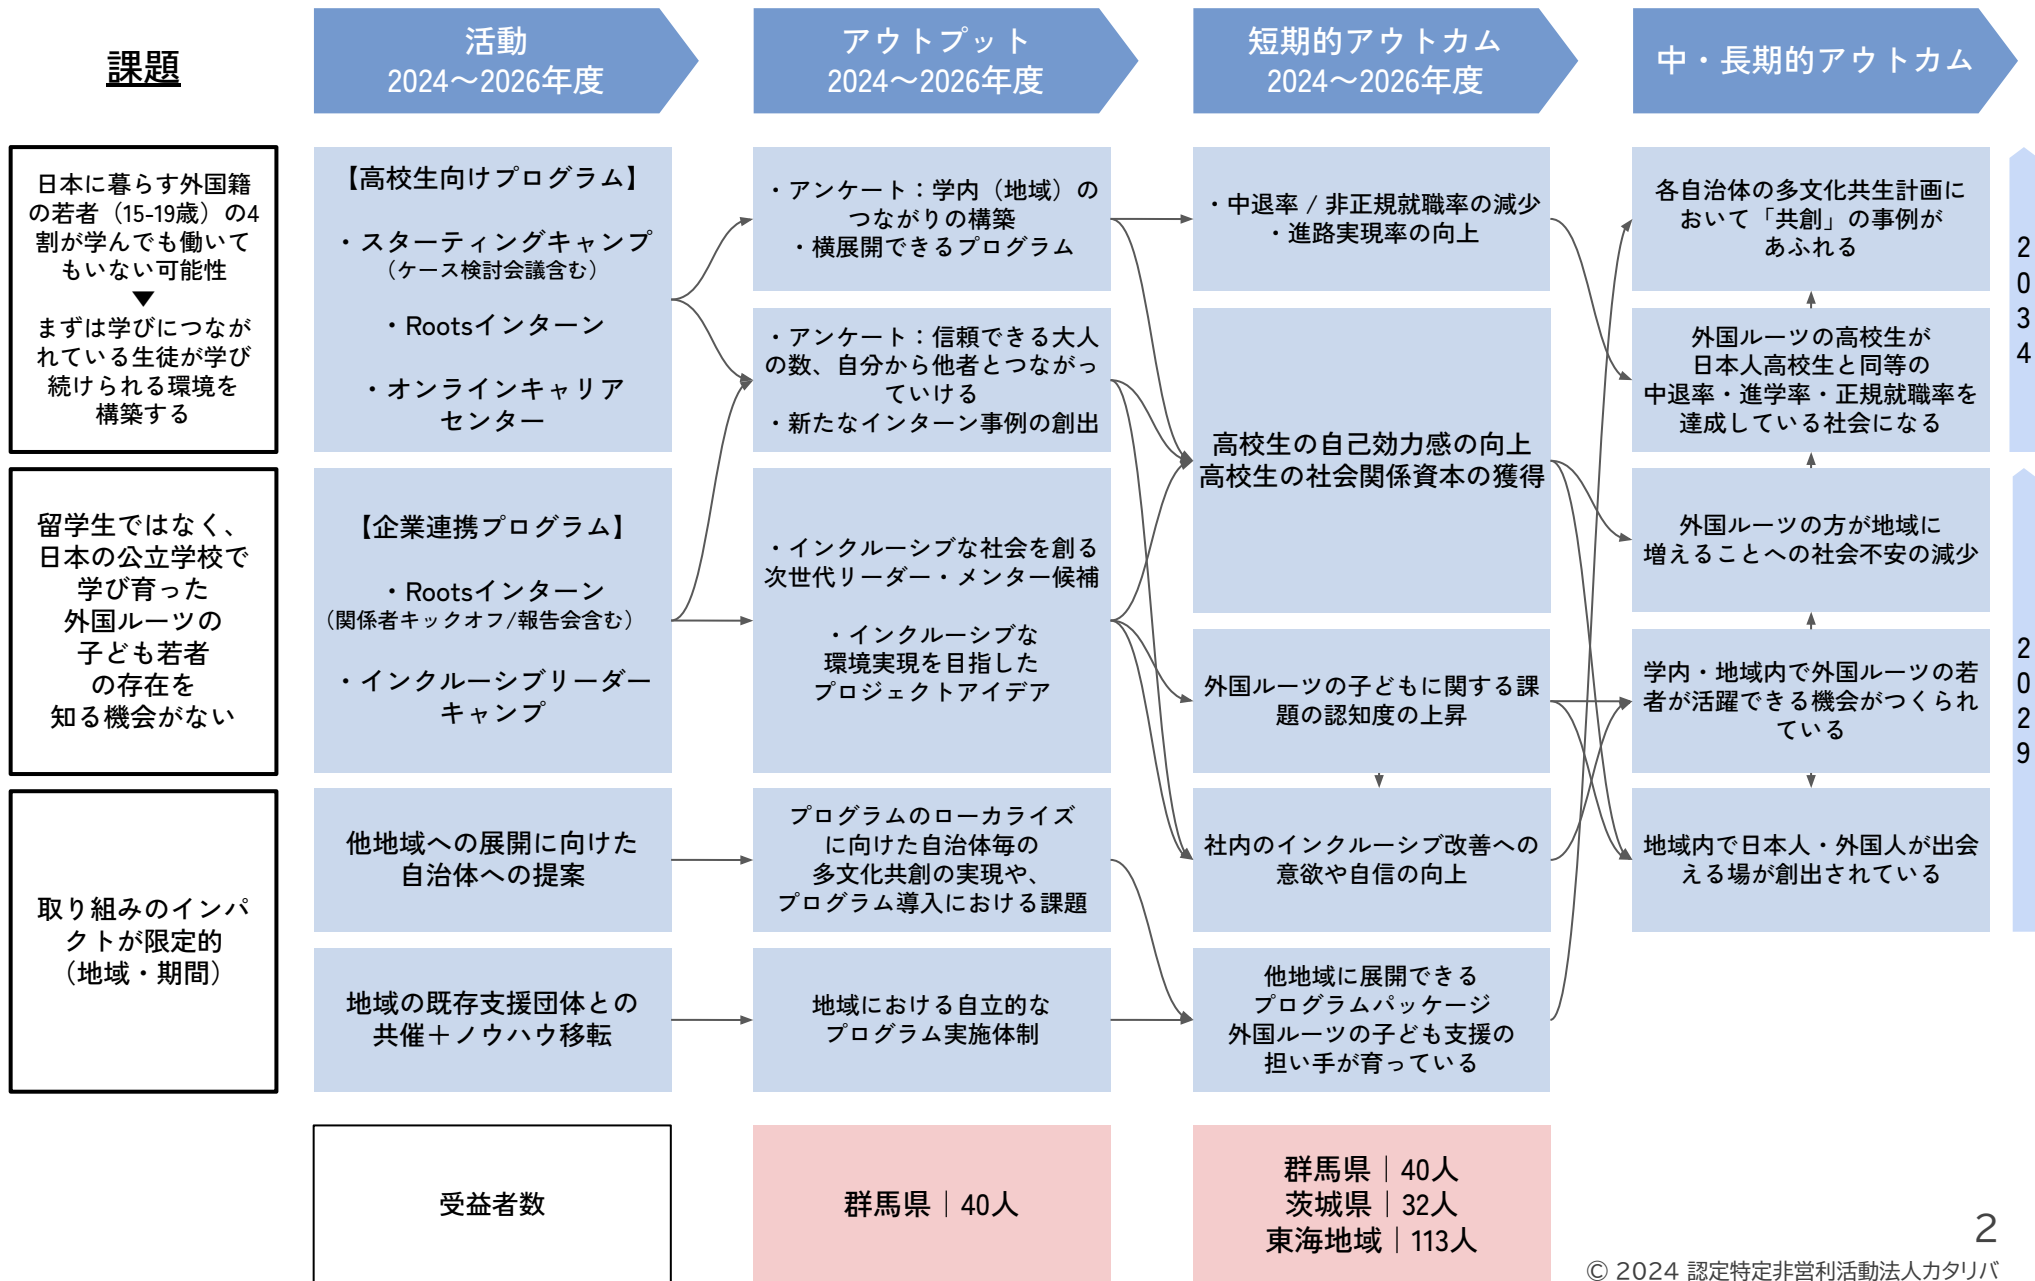 課題
活動
2024～2026年度
アウトプット
2024～2026年度
短期的アウトカム
2024～2026年度
中・長期的アウトカム
日本に暮らす外国籍
の若者（15-19歳）の4
割が学んでも働いて
もいない可能性
▼
まずは学びにつなが
れている生徒が学び
続けられる環境を
構築する
留学生ではなく、
日本の公立学校で
学び育った
外国ルーツの
子ども若者
の存在を
知る機会がない
取り組みのインパ
クトが限定的
（地域・期間）
【高校生向けプログラム】
・スターティングキャンプ
（ケース検討会議含む）
・Rootsインターン
・オンラインキャリア
センター
【企業連携プログラム】
・Rootsインターン
（関係者キックオフ/報告会含む）
・インクルーシブリーダー
キャンプ
他地域への展開に向けた
自治体への提案
地域の既存支援団体との
共催＋ノウハウ移転
・アンケート：学内（地域）の
つながりの構築
・横展開できるプログラム
・アンケート：信頼できる大人
の数、自分から他者とつながっ
ていける
・新たなインターン事例の創出
・インクルーシブな社会を創る
次世代リーダー・メンター候補
・インクルーシブな
環境実現を目指した
プロジェクトアイデア
プログラムのローカライズ
に向けた自治体毎の
多文化共創の実現や、
プログラム導入における課題
地域における自立的な
プログラム実施体制
・中退率 / 非正規就職率の減少
・進路実現率の向上
高校生の自己効力感の向上
高校生の社会関係資本の獲得
外国ルーツの子どもに関する課
題の認知度の上昇
社内のインクルーシブ改善への
意欲や自信の向上
他地域に展開できる
プログラムパッケージ
外国ルーツの子ども支援の
担い手が育っている
各自治体の多文化共生計画に
おいて「共創」の事例が
あふれる
外国ルーツの高校生が
日本人高校生と同等の
中退率・進学率・正規就職率を
達成している社会になる
外国ルーツの方が地域に
増えることへの社会不安の減少
学内・地域内で外国ルーツの若
者が活躍できる機会がつくられ
ている
地域内で日本人・外国人が出会
える場が創出されている
2034
2029
受益者数
群馬県｜40人
群馬県｜40人
茨城県｜32人
東海地域｜113人
2
© 2024 認定特定非営利活動法人カタリバ